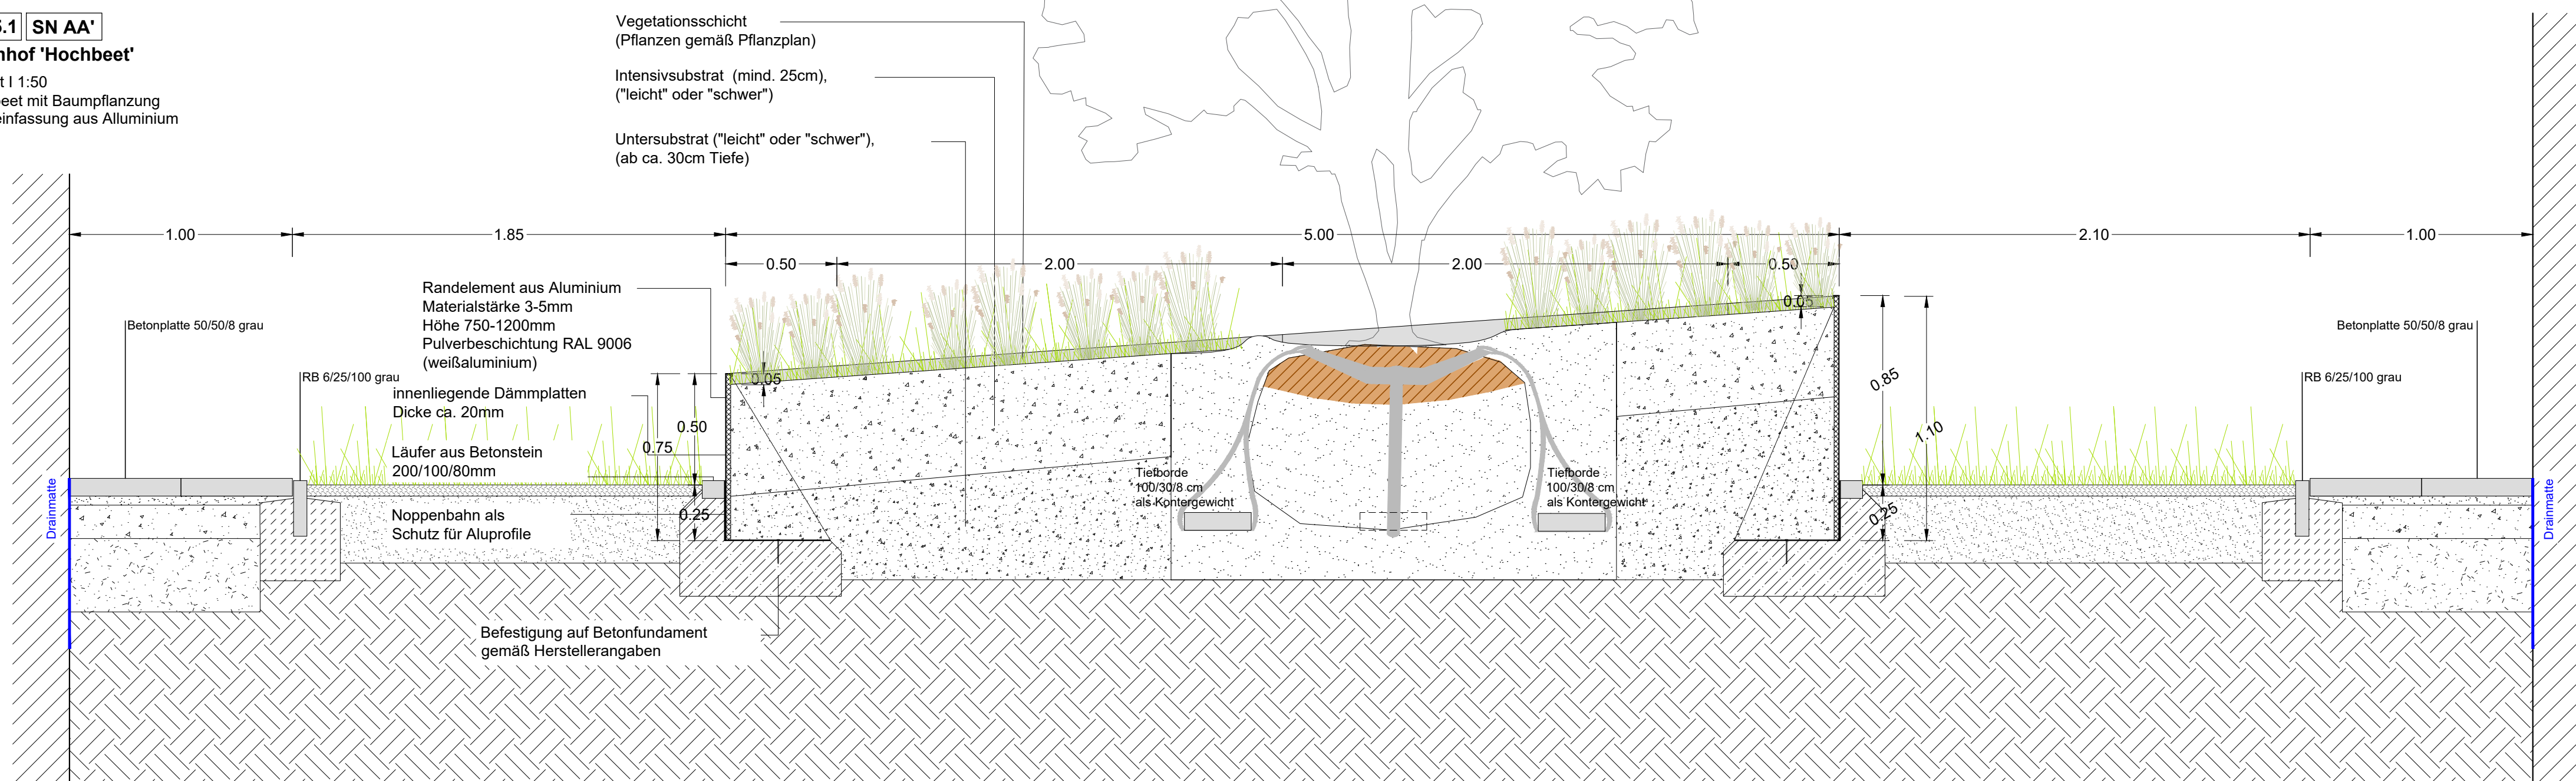 5.1 SN AA'
nhof 'Hochbeet'
t I 1:50
eet mit Baumpflanzung
einfassung aus Alluminium
Vegetationsschicht
(Pflanzen gemäß Pflanzplan)
Intensivsubstrat (mind. 25cm),
("leicht" oder "schwer")
Untersubstrat ("leicht" oder "schwer"),
(ab ca. 30cm Tiefe)
1.00
1.85
5.00
2.10
1.00
0.50
2.00
2.00
0.50
Randelement aus Aluminium
Materialstärke 3-5mm
Höhe 750-1200mm
Pulverbeschichtung RAL 9006
(weißaluminium)
Betonplatte 50/50/8 grau
RB 6/25/100 grau
innenliegende Dämmplatten
Dicke ca. 20mm
Läufer aus Betonstein
200/100/80mm
Noppenbahn als
Schutz für Aluprofile
Befestigung auf Betonfundament
gemäß Herstellerangaben
0.05
0.50
0.75
0.25
Tiefborde
100/30/8 cm
als Kontergewicht
Tiefborde
100/30/8 cm
als Kontergewicht
0.05
0.85
1.10
0.25
Betonplatte 50/50/8 grau
RB 6/25/100 grau
Drainmatte
Drainmatte